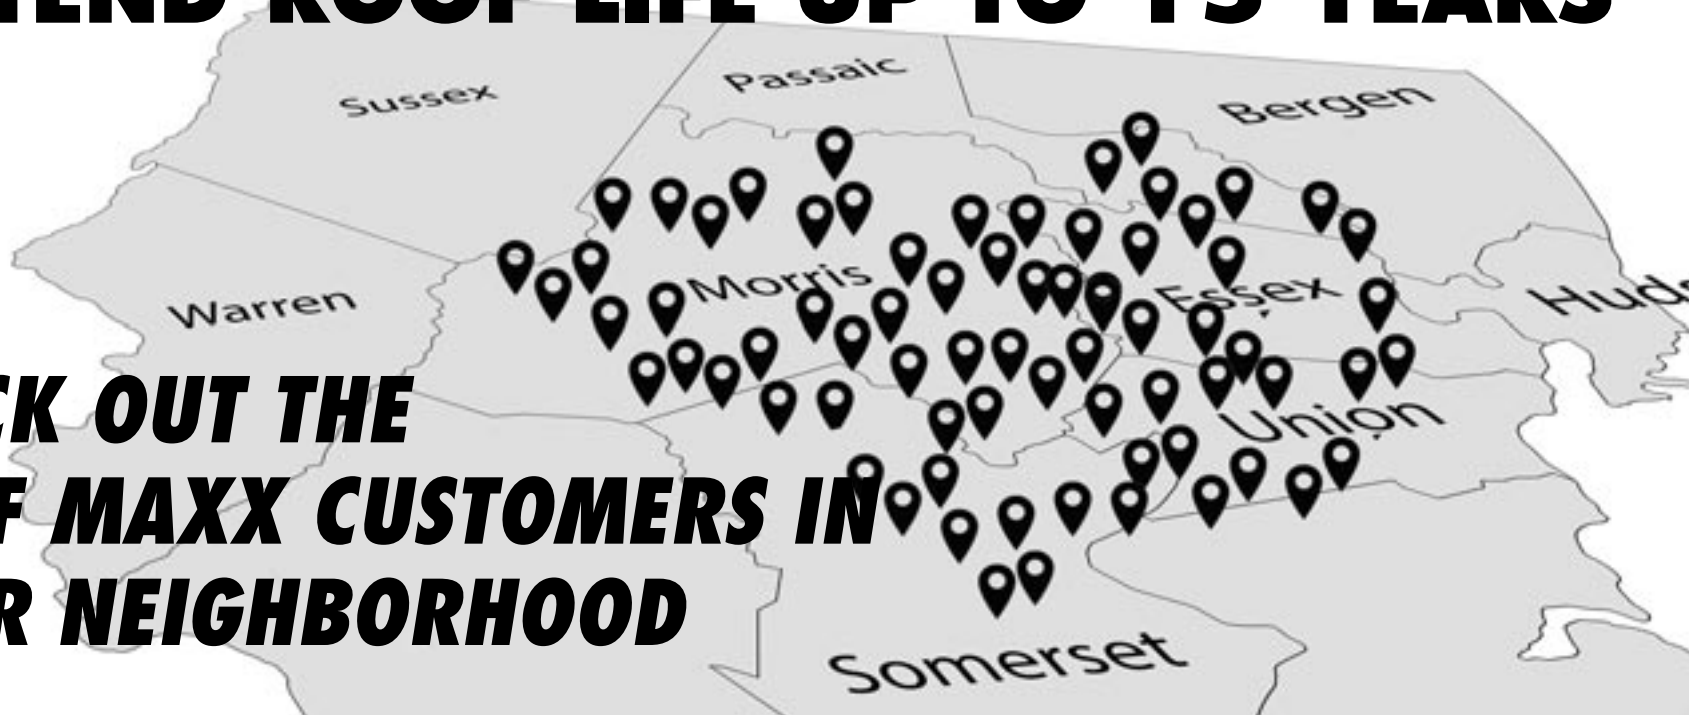 TEND ROOF LIFE UP TO 15 YEARS
Passaic
Sussex
Bergen
Morris
Essex
Warren
Huds
CK OUT THE
Union
F MAXX CUSTOMERS IN
R NEIGHBORHOOD
Somerset